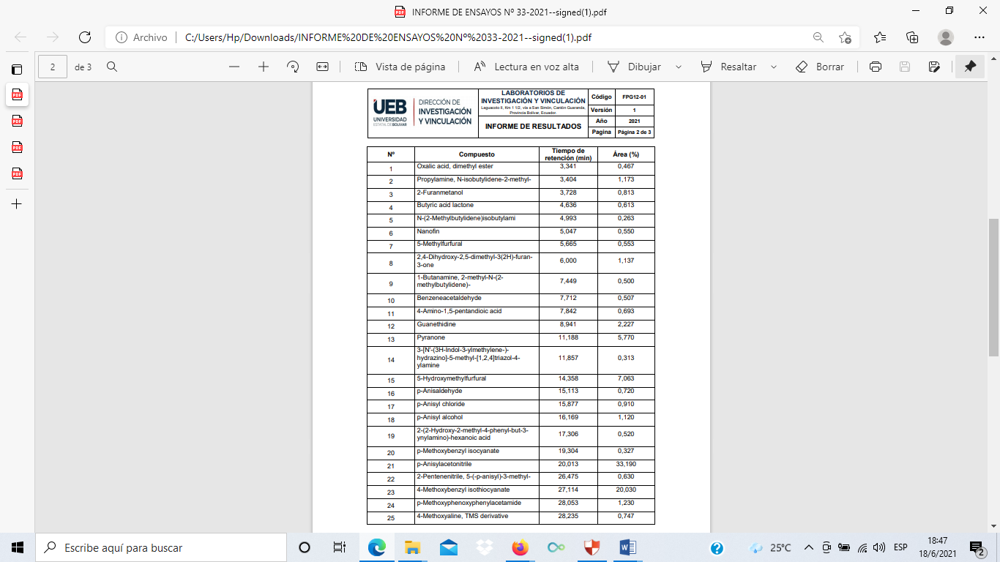 INFORME DE ENSAYOS Nº 33-2021--signed(1).pdf
Archivo C:/Users/Hp/Downloads/INFORME%20DE%20ENSAYOS%20Nº%2033-2021--signed(1).pdf
2 de 3 Vista de página Lectura en voz alta Dibujar Resaltar Borrar
UEB
UNIVERSIDAD
ESTATAL DE BOLIVAR
DIRECCIÓN DE
INVESTIGACIÓN
Y VINCULACIÓN
LABORATORIOS DE
INVESTIGACIÓN Y VINCULACIÓN
Laguacoto II, Km 1 1/2, vía a San Simón, Cantón Guaranda,
Provincia Bolívar, Ecuador.
INFORME DE RESULTADOS
Código FPG12-01
Versión 1
Año 2021
Pagina Página 2 de 3
Nº Compuesto Tiempo de retención (min) Área (%)
1 Oxalic acid, dimethyl ester 3,341 0,467
2 Propylamine, N-isobutylidene-2-methyl- 3,404 1,173
3 2-Furanmetanol 3,728 0,813
4 Butyric acid lactone 4,636 0,613
5 N-(2-Methylbutylidene)isobutylami 4,993 0,263
6 Nanofin 5,047 0,550
7 5-Methylfurfural 5,665 0,553
8 2,4-Dihydroxy-2,5-dimethyl-3(2H)-furan-
3-one 6,000 1,137
9 1-Butanamine, 2-methyl-N-(2-
methylbutylidene)- 7,449 0,500
10 Benzeneacetaldehyde 7,712 0,507
11 4-Amino-1,5-pentandioic acid 7,842 0,693
12 Guanethidine 8,941 2,227
13 Pyranone 11,188 5,770
14 3-[N'-(3H-Indol-3-ylmethylene-)-
hydrazino]-5-methyl-[1,2,4]triazol-4-
ylamine 11,857 0,313
15 5-Hydroxymethylfurfural 14,358 7,063
16 p-Anisaldehyde 15,113 0,720
17 p-Anisyl chloride 15,877 0,910
18 p-Anisyl alcohol 16,169 1,120
19 2-(2-Hydroxy-2-methyl-4-phenyl-but-3-
ynylamino)-hexanoic acid 17,306 0,520
20 p-Methoxybenzyl isocyanate 19,304 0,327
21 p-Anisylacetonitrile 20,013 33,190
22 2-Pentenenitrile, 5-(-p-anisyl)-3-methyl- 26,475 0,630
23 4-Methoxybenzyl isothiocyanate 27,114 20,030
24 p-Methoxyphenoxyphenylacetamide 28,053 1,230
25 4-Methoxyaline, TMS derivative 28,235 0,747
Escribe aquí para buscar 25°C ESP 18:47
18/6/2021 2